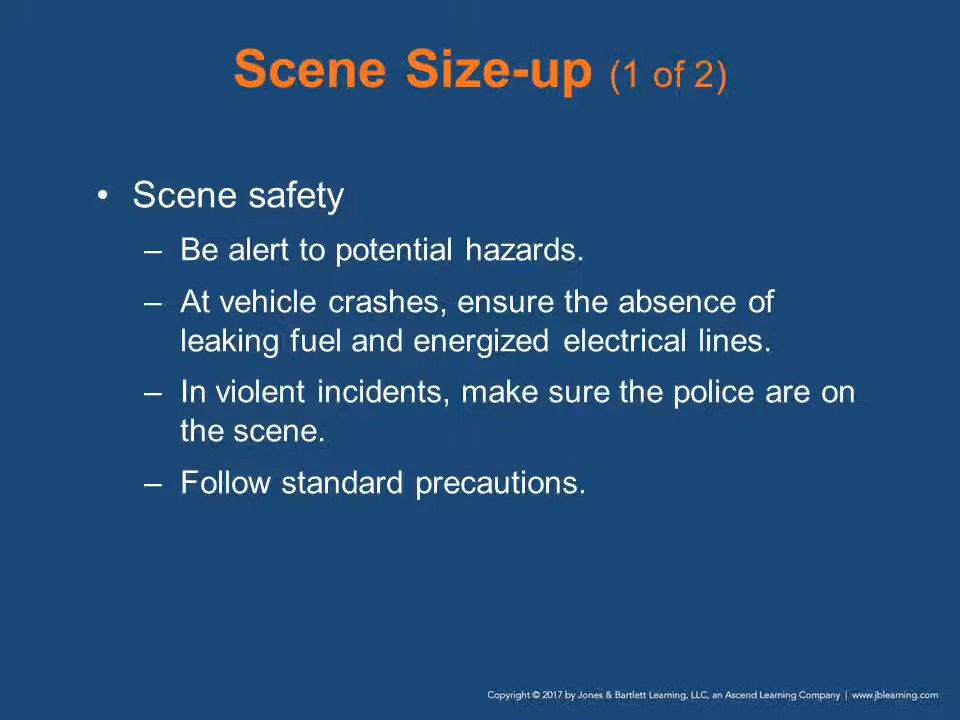 Scene Size-up (1 of 2)
• Scene safety
– Be alert to potential hazards.
– At vehicle crashes, ensure the absence of
leaking fuel and energized electrical lines.
– In violent incidents, make sure the police are on
the scene.
– Follow standard precautions.
Copyright © 2017 by Jones & Bartlett Learning, LLC, an Ascend Learning Company | www.jblearning.com